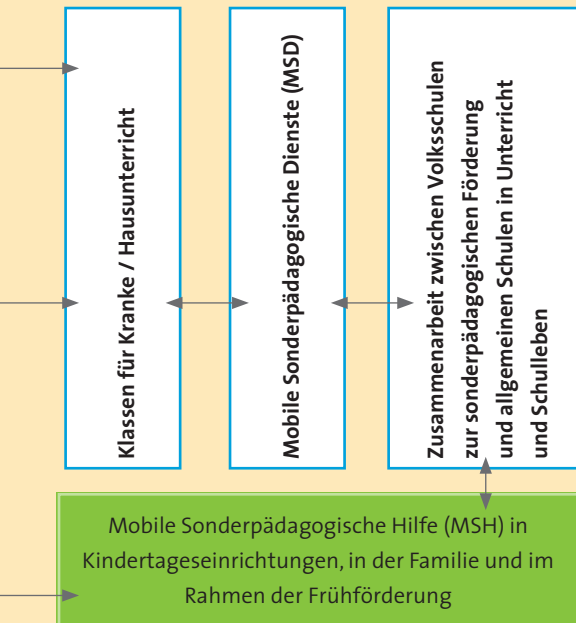 Klassen für Kranke / Hausunterricht
Mobile Sonderpädagogische Dienste (MSD)
Zusammenarbeit zwischen Volksschulen
zur sonderpädagogischen Förderung
und allgemeinen Schulen in Unterricht
und Schulleben
Mobile Sonderpädagogische Hilfe (MSH) in
Kindertageseinrichtungen, in der Familie und im
Rahmen der Frühförderung